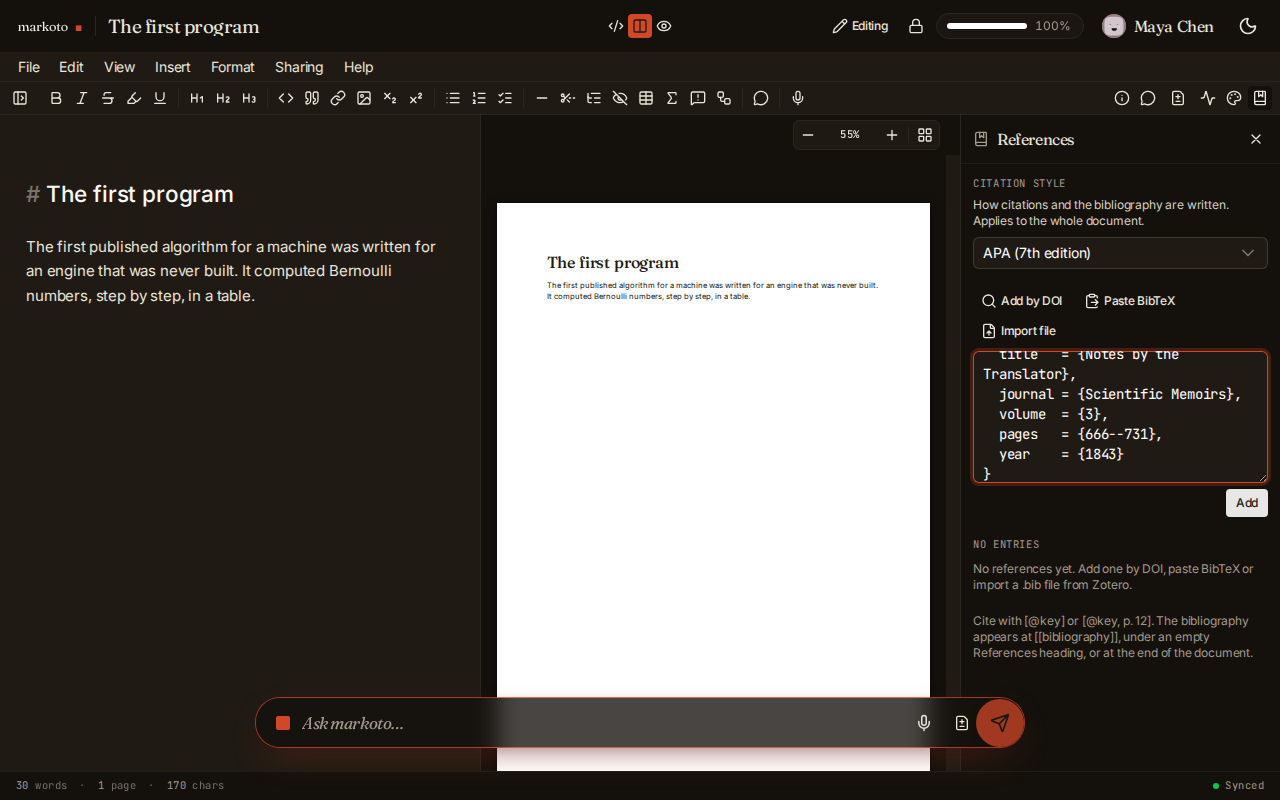 markoto
The first program
Editing
100%
Maya Chen
File Edit View Insert Format Sharing Help
B I S U H1 H2 H3 X2 X2
55%
# The first program
The first published algorithm for a machine was written for
an engine that was never built. It computed Bernoulli
numbers, step by step, in a table.
The first program
The first published algorithm for a machine was written for an engine that was never built.
It computed Bernoulli numbers, step by step, in a table.
References
CITATION STYLE
How citations and the bibliography are written.
Applies to the whole document.
APA (7th edition)
Add by DOI Paste BibTeX
Import file
title = {Notes by the
Translator},
journal = {Scientific Memoirs},
volume = {3},
pages = {666--731},
year = {1843}
}
Add
NO ENTRIES
No references yet. Add one by DOI, paste BibTeX or
import a .bib file from Zotero.
Cite with [@key] or [@key, p. 12]. The bibliography
appears at [[bibliography]], under an empty
References heading, or at the end of the document.
Ask markoto...
30 words · 1 page · 170 chars
Synced